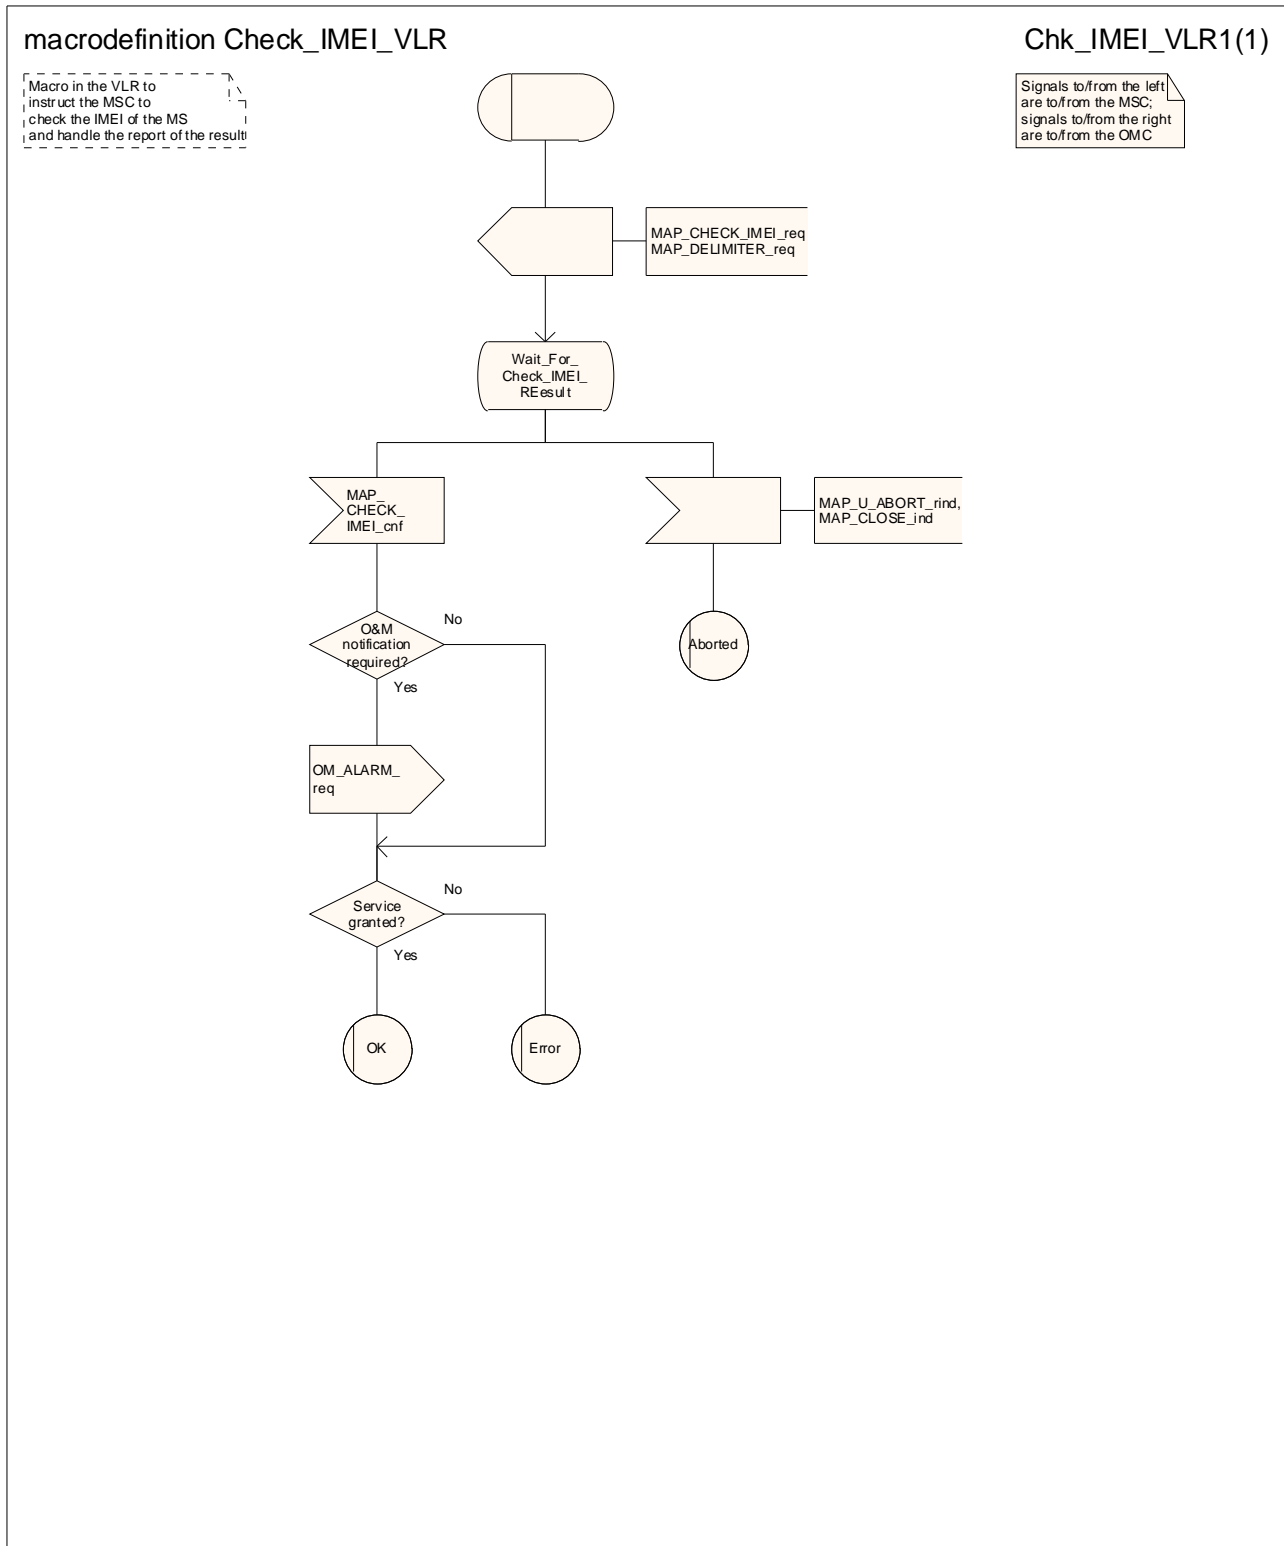 macrodefinition Check_IMEI_VLR
Chk_IMEI_VLR1(1)
Macro in the VLR to
instruct the MSC to
check the IMEI of the MS
and handle the report of the result
Signals to/from the left
are to/from the MSC;
signals to/from the right
are to/from the OMC
MAP_CHECK_IMEI_req
MAP_DELIMITER_req
Wait_For_
Check_IMEI_
REesult
MAP_
CHECK_
IMEI_cnf
MAP_U_ABORT_rind,
MAP_CLOSE_ind
O&M
notification
required?
No
Yes
Aborted
OM_ALARM_
req
Service
granted?
No
Yes
OK
Error